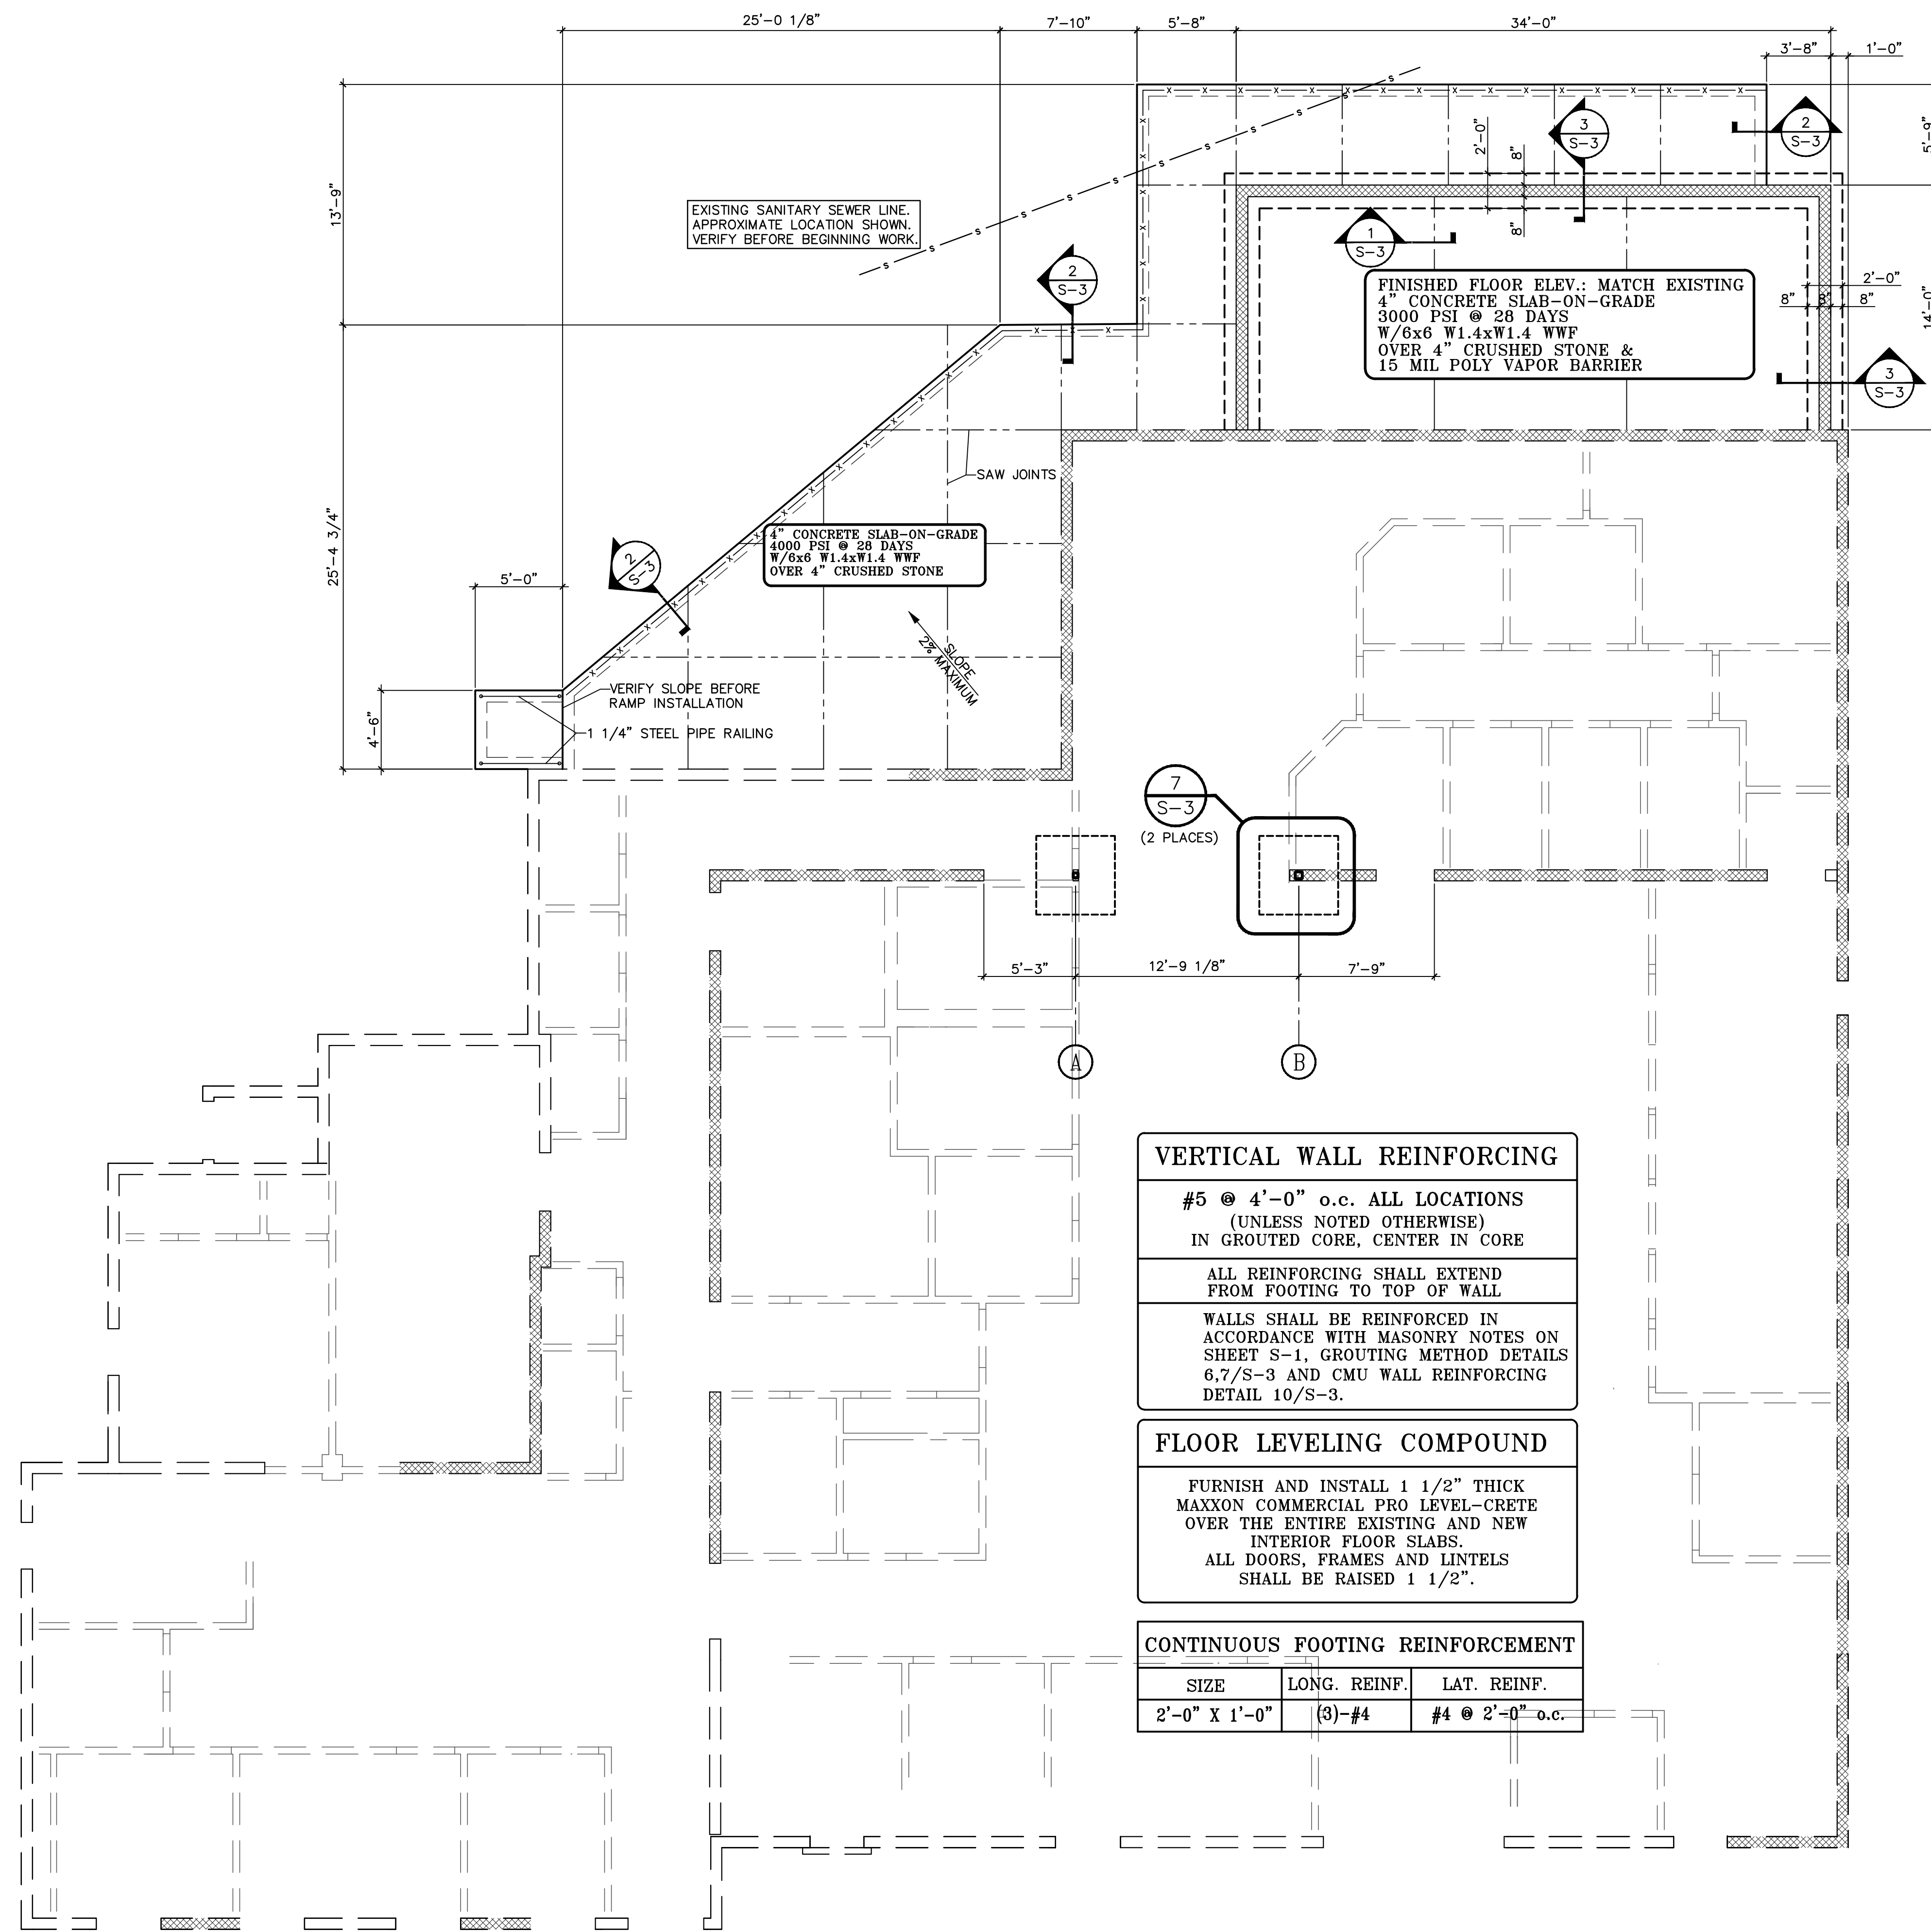 25'-0 1/8"
7'-10"
5'-8"
34'-0"
3'-8"
1'-0"
13'-9"
EXISTING SANITARY SEWER LINE.
APPROXIMATE LOCATION SHOWN.
VERIFY BEFORE BEGINNING WORK.
2'-0"
8"
8"
3
S-3
2
S-3
5'-9"
1
S-3
2
S-3
FINISHED FLOOR ELEV.: MATCH EXISTING
4" CONCRETE SLAB-ON-GRADE
3000 PSI @ 28 DAYS
W/6x6 W1.4xW1.4 WWF
OVER 4" CRUSHED STONE &
15 MIL POLY VAPOR BARRIER
2'-0"
8"
8"
8"
14'-0"
3
S-3
SAW JOINTS
25'-4 3/4"
4" CONCRETE SLAB-ON-GRADE
4000 PSI @ 28 DAYS
W/6x6 W1.4xW1.4 WWF
OVER 4" CRUSHED STONE
2
S-3
5'-0"
SLOPE
2% MAXIMUM
VERIFY SLOPE BEFORE
RAMP INSTALLATION
4'-6"
1 1/4" STEEL PIPE RAILING
7
S-3
(2 PLACES)
5'-3"
12'-9 1/8"
7'-9"
A
B
VERTICAL WALL REINFORCING
#5 @ 4'-0" o.c. ALL LOCATIONS
(UNLESS NOTED OTHERWISE)
IN GROUTED CORE, CENTER IN CORE
ALL REINFORCING SHALL EXTEND
FROM FOOTING TO TOP OF WALL
WALLS SHALL BE REINFORCED IN
ACCORDANCE WITH MASONRY NOTES ON
SHEET S-1, GROUTING METHOD DETAILS
6,7/S-3 AND CMU WALL REINFORCING
DETAIL 10/S-3.
FLOOR LEVELING COMPOUND
FURNISH AND INSTALL 1 1/2" THICK
MAXXON COMMERCIAL PRO LEVEL-CRETE
OVER THE ENTIRE EXISTING AND NEW
INTERIOR FLOOR SLABS.
ALL DOORS, FRAMES AND LINTELS
SHALL BE RAISED 1 1/2".
CONTINUOUS FOOTING REINFORCEMENT
SIZE LONG. REINF. LAT. REINF.
2'-0" X 1'-0" (3)-#4 #4 @ 2'-0" o.c.